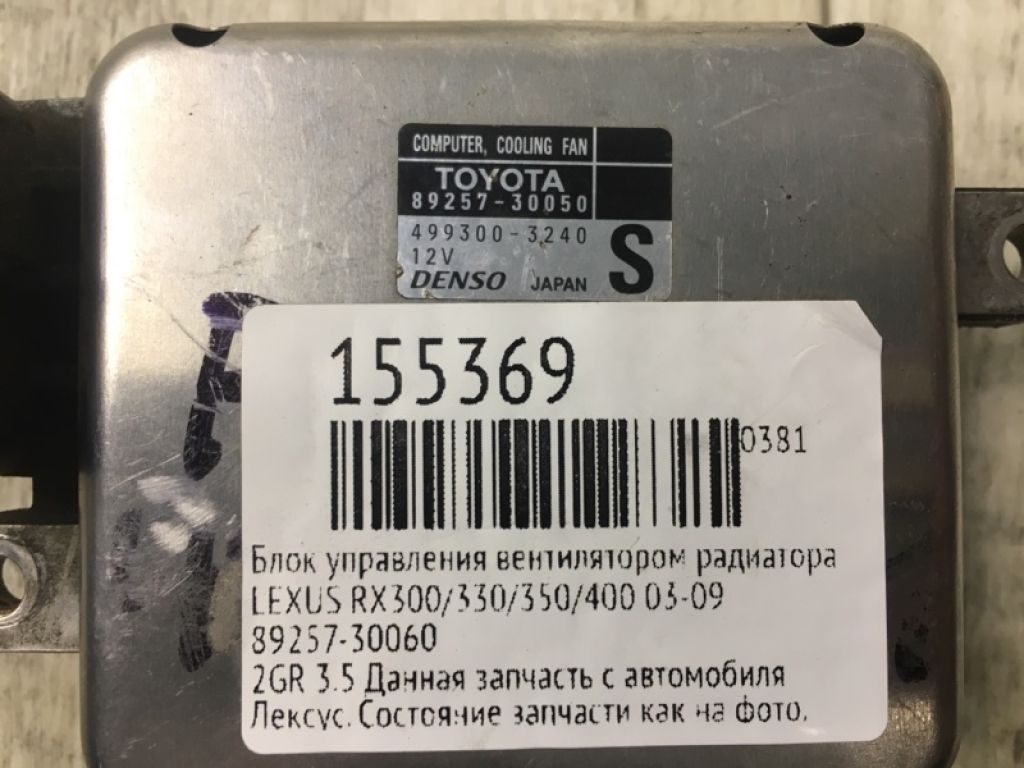 COMPUTER, COOLING FAN
TOYOTA
89257-30050
499300-3240
12V
DENSO JAPAN S
155369
0381
Блок управления вентилятором радиатора
LEXUS RX300/330/350/400 03-09
89257-30060
2GR 3.5 Данная запчасть с автомобиля
Лексус. Состояние запчасти как на фото.